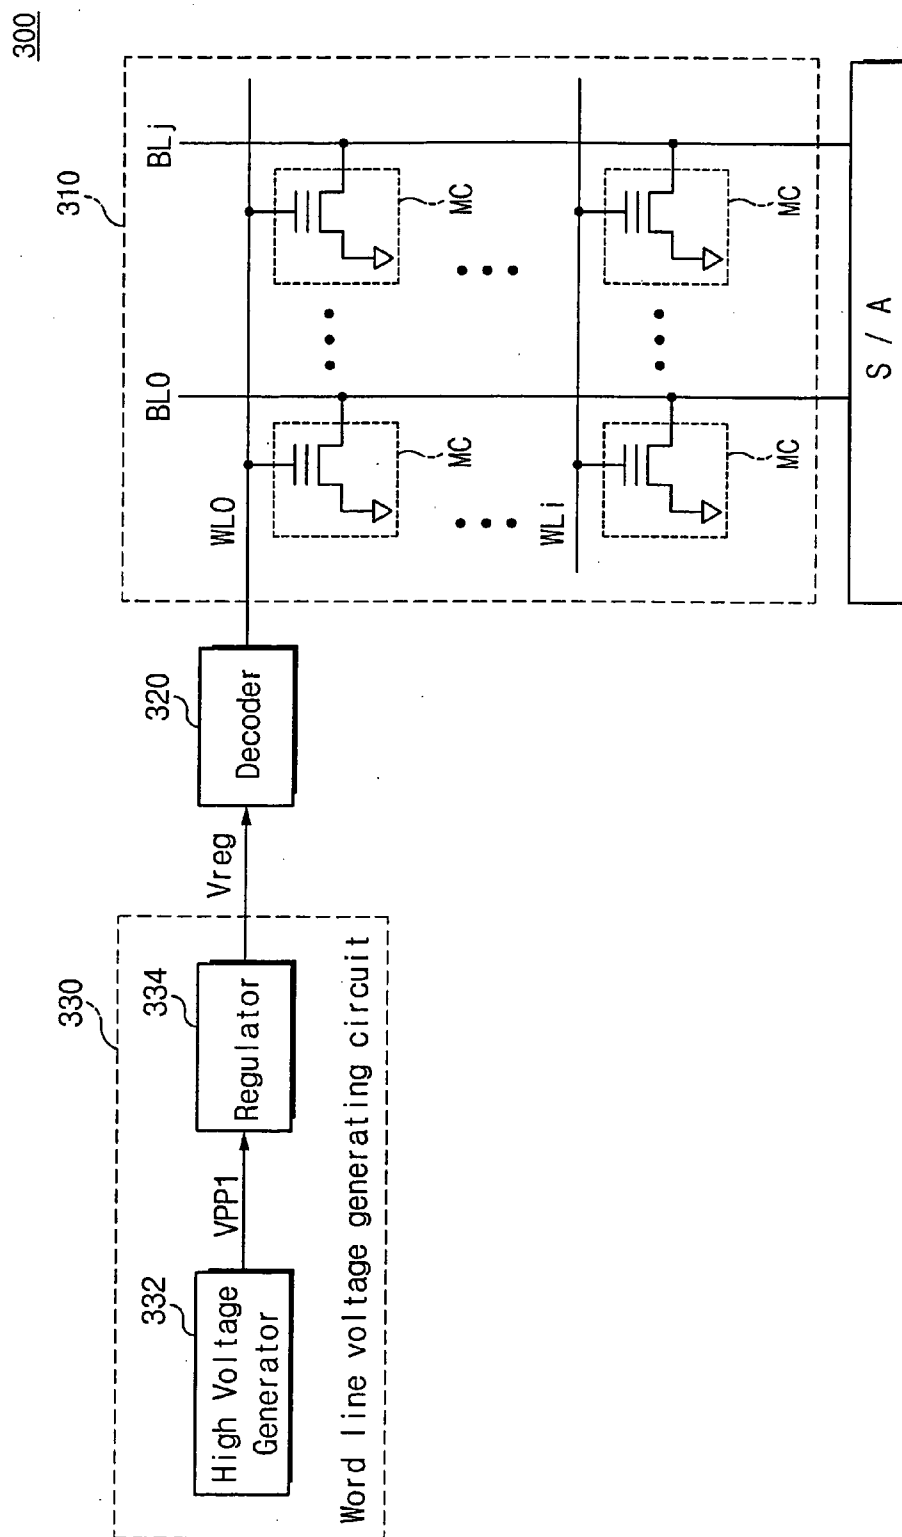 300
310
BL0
BLj
WL0
MC
MC
WLi
MC
MC
S / A
320
Decoder
Vreg
330
332
High Voltage
Generator
VPP1
334
Regulator
Word line voltage generating circuit